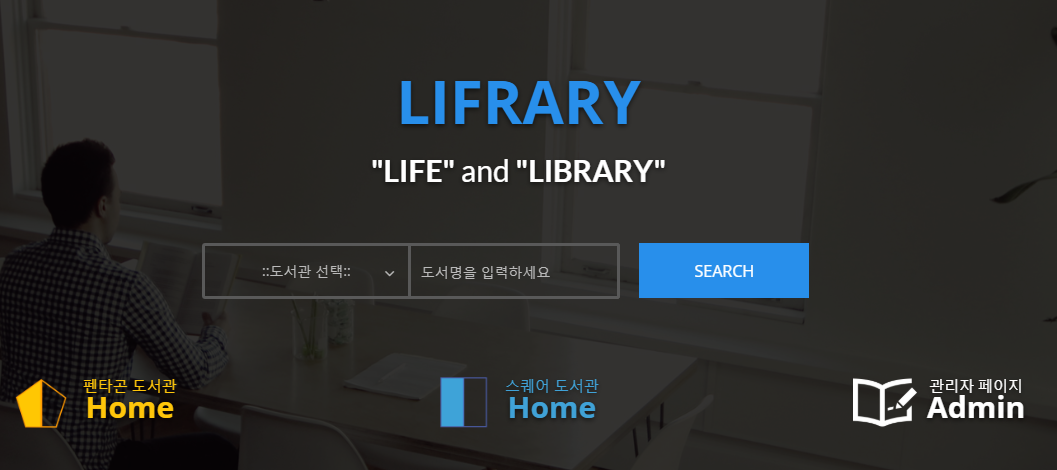 LIFRARY
"LIFE" and "LIBRARY"
::도서관 선택::
도서명을 입력하세요
SEARCH
펜타곤 도서관
Home
스퀘어 도서관
Home
관리자 페이지
Admin